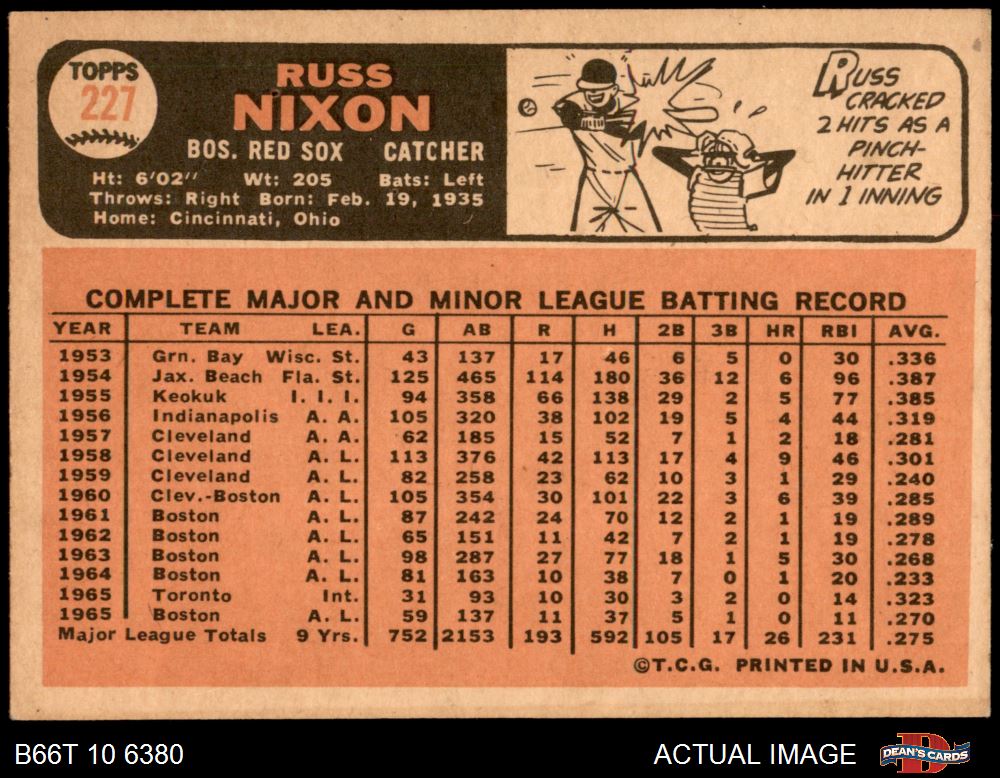 TOPPS
227
RUSS
NIXON
BOS. RED SOX CATCHER
Ht: 6'02" Wt: 205 Bats: Left
Throws: Right Born: Feb. 19, 1935
Home: Cincinnati, Ohio
RUSS
CRACKED
2 HITS AS A
PINCH-
HITTER
IN 1 INNING
COMPLETE MAJOR AND MINOR LEAGUE BATTING RECORD
YEAR TEAM LEA. G AB R H 2B 3B HR RBI AVG.
1953 Grn. Bay Wisc. St. 43 137 17 46 6 5 0 30 .336
1954 Jax. Beach Fla. St. 125 465 114 180 36 12 6 96 .387
1955 Keokuk I. I. I. 94 358 66 138 29 2 5 77 .385
1956 Indianapolis A. A. 105 320 38 102 19 5 4 44 .319
1957 Cleveland A. A. 62 185 15 52 7 1 2 18 .281
1958 Cleveland A. L. 113 376 42 113 17 4 9 46 .301
1959 Cleveland A. L. 82 258 23 62 10 3 1 29 .240
1960 Clev.-Boston A. L. 105 354 30 101 22 3 6 39 .285
1961 Boston A. L. 87 242 24 70 12 2 1 19 .289
1962 Boston A. L. 65 151 11 42 7 2 1 19 .278
1963 Boston A. L. 98 287 27 77 18 1 5 30 .268
1964 Boston A. L. 81 163 10 38 7 0 1 20 .233
1965 Toronto Int. 31 93 10 30 3 2 0 14 .323
1965 Boston A. L. 59 137 11 37 5 1 0 11 .270
Major League Totals 9 Yrs. 752 2153 193 592 105 17 26 231 .275
©T.C.G. PRINTED IN U.S.A.
B66T 10 6380 ACTUAL IMAGE DEAN'S CARDS